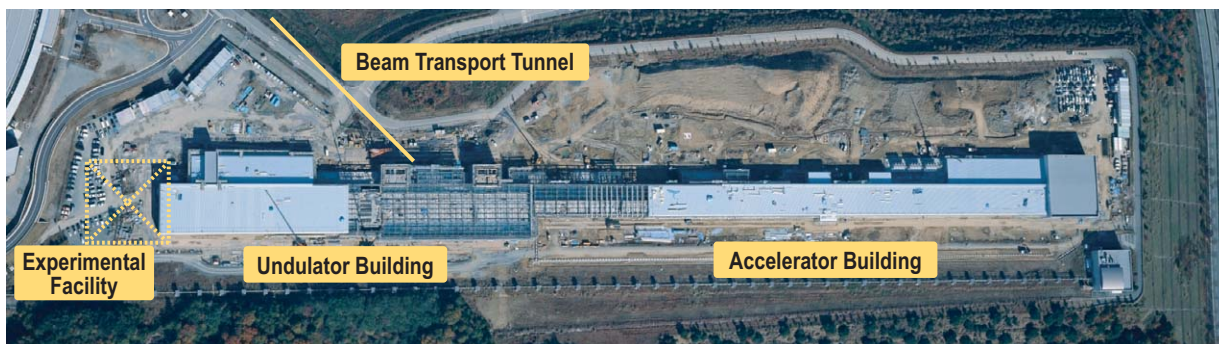 Beam Transport Tunnel
Experimental
Facility
Undulator Building
Accelerator Building